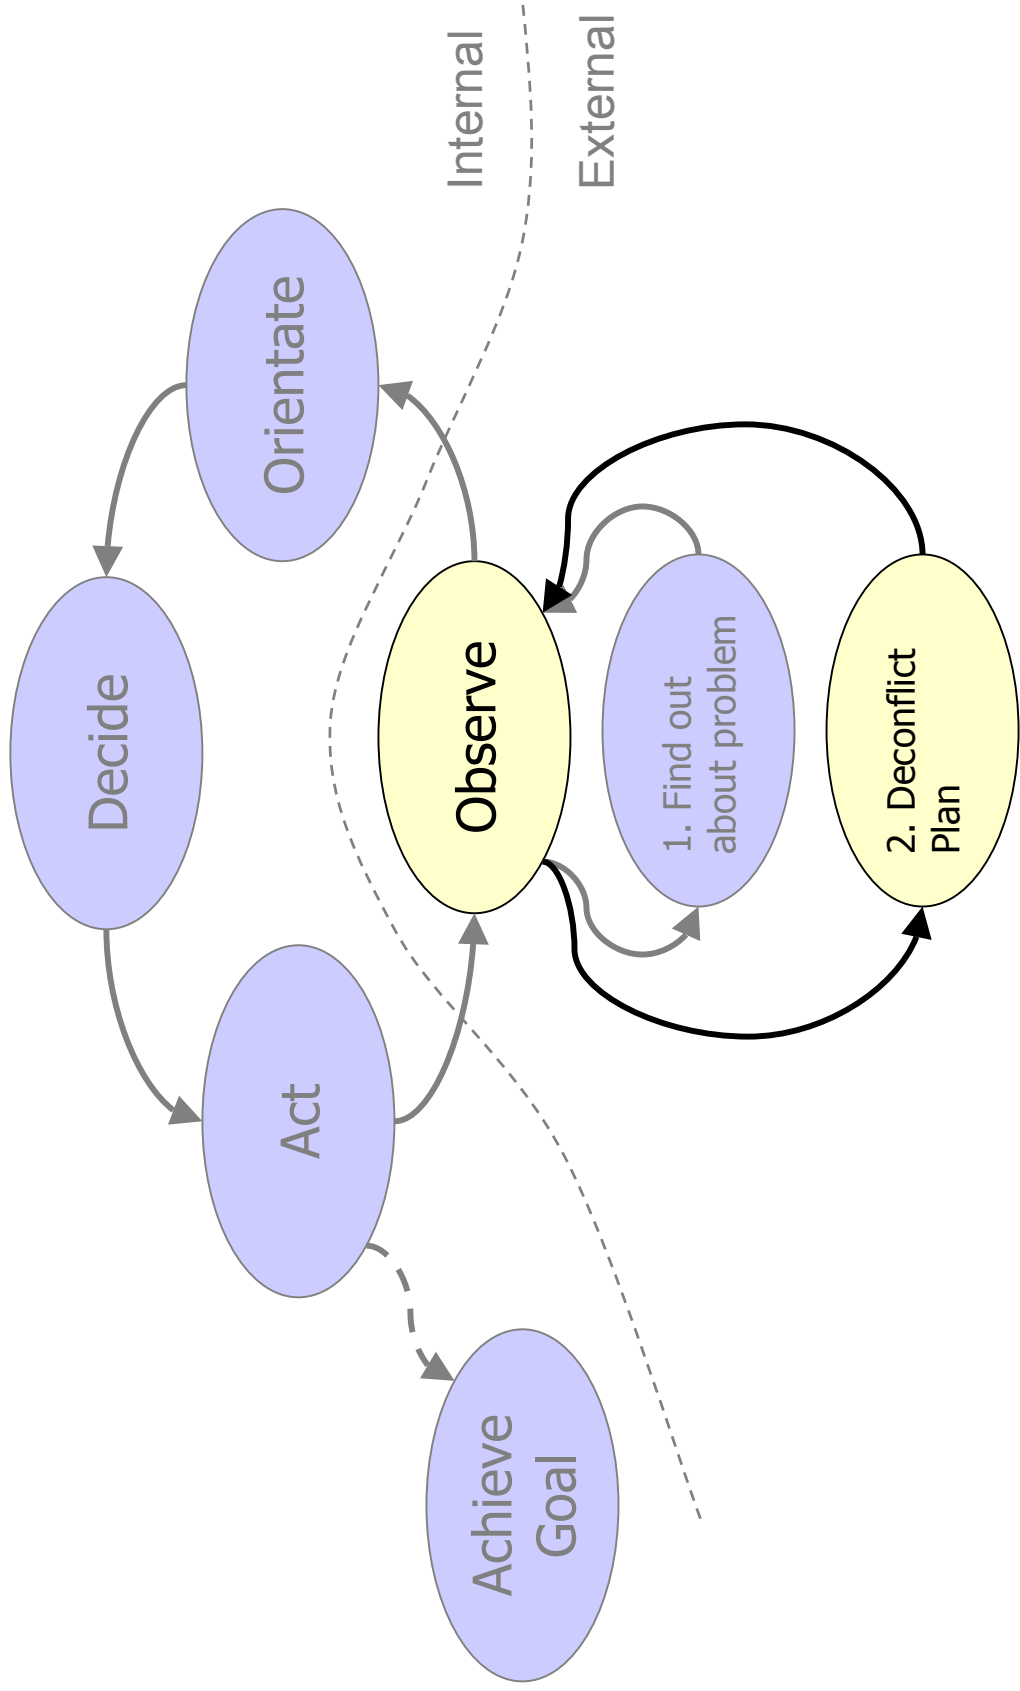 Decide
Act
Orientate
Achieve
Goal
Observe
Internal
External
1. Find out
about problem
2. Deconflict
Plan